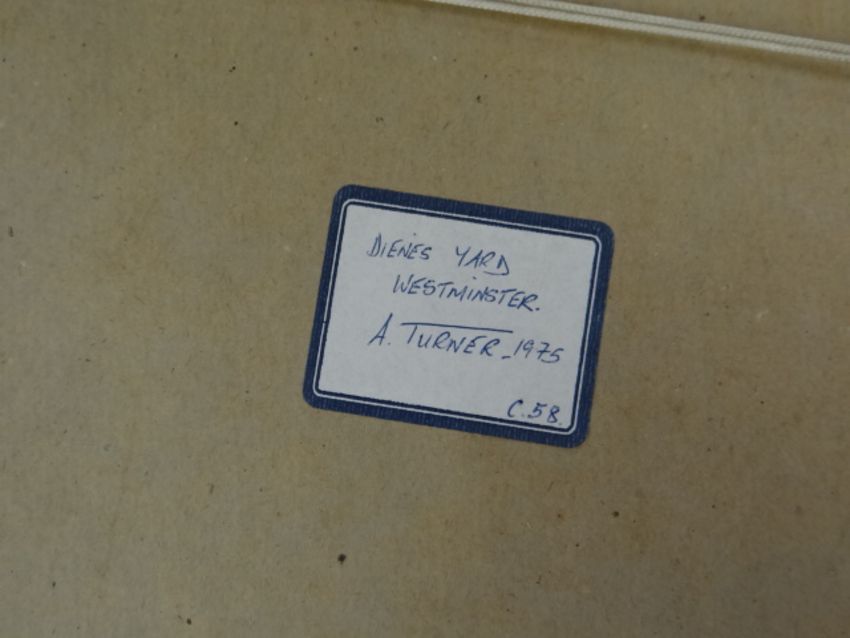 DIENES YARD
WESTMINSTER.
A. TURNER - 1975
C.58.